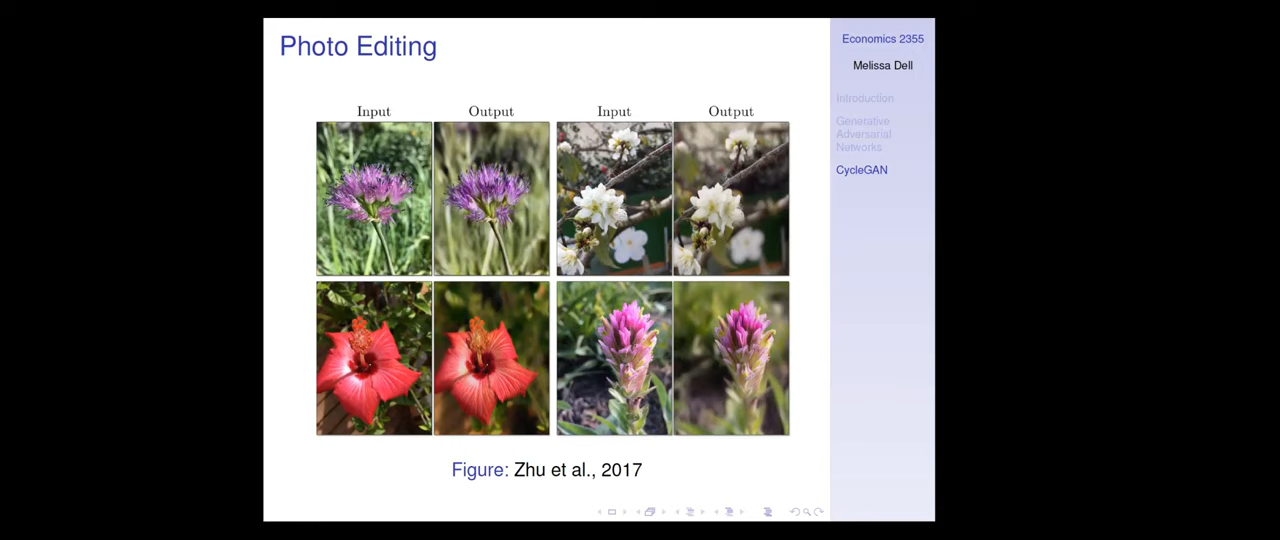 Photo Editing
Input Output Input Output
Figure: Zhu et al., 2017
Economics 2355
Melissa Dell
Introduction
Generative
Adversarial
Networks
CycleGAN